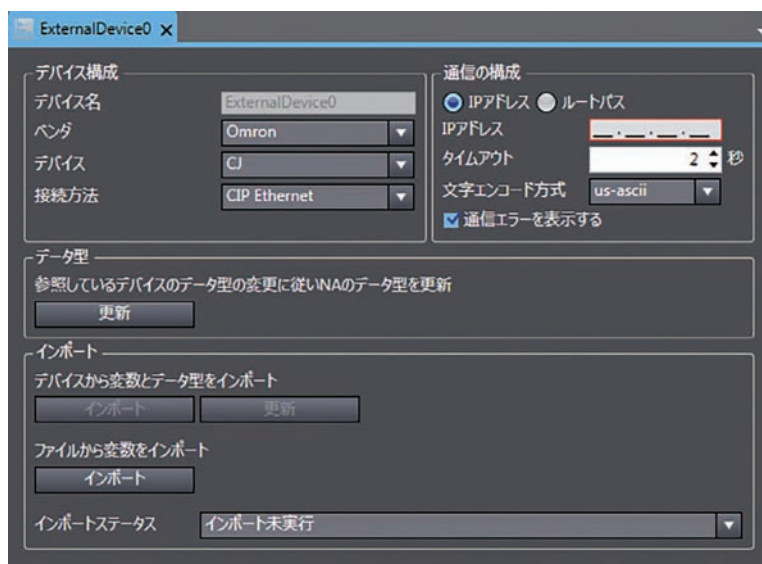 ExternalDevice0
デバイス構成
デバイス名 ExternalDevice0
ベンダ Omron
デバイス CJ
接続方法 CIP Ethernet
通信の構成
IPアドレス ルートパス
IPアドレス __.__.__.__
タイムアウト 2 秒
文字エンコード方式 us-ascii
通信エラーを表示する
データ型
参照しているデバイスのデータ型の変更に従いNAのデータ型を更新
更新
インポート
デバイスから変数とデータ型をインポート
インポート 更新
ファイルから変数をインポート
インポート
インポートステータス インポート未実行